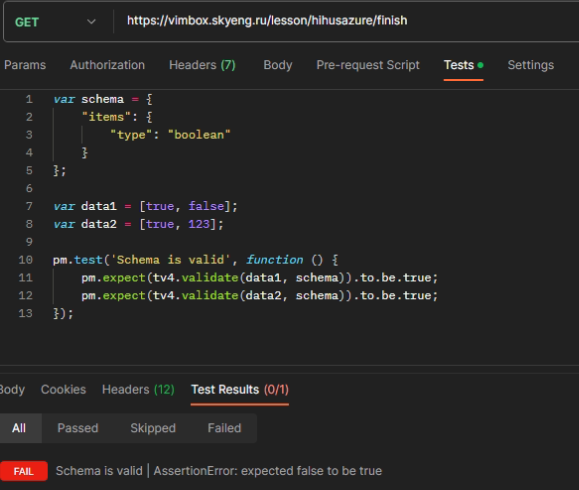 GET https://vimbox.skyeng.ru/lesson/hihusazure/finish
Params Authorization Headers (7) Body Pre-request Script Tests Settings
1 var schema = {
2 "items": {
3 "type": "boolean"
4 }
5 };
6
7 var data1 = [true, false];
8 var data2 = [true, 123];
9
10 pm.test('Schema is valid', function () {
11 pm.expect(tv4.validate(data1, schema)).to.be.true;
12 pm.expect(tv4.validate(data2, schema)).to.be.true;
13 });
Body Cookies Headers (12) Test Results (0/1)
All Passed Skipped Failed
FAIL Schema is valid | AssertionError: expected false to be true